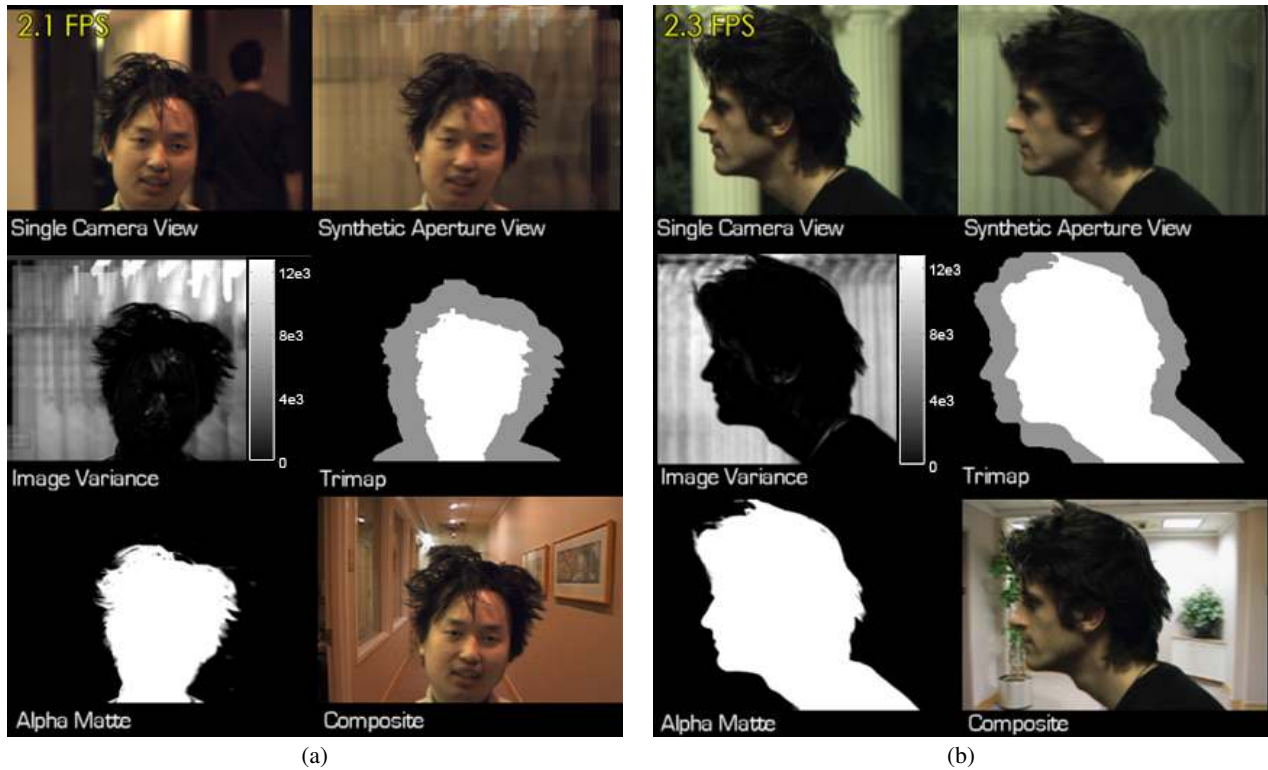 2.1 FPS
Single Camera View
Synthetic Aperture View
12e3
8e3
4e3
0
Image Variance
Trimap
Alpha Matte
Composite
(a)
2.3 FPS
Single Camera View
Synthetic Aperture View
12e3
8e3
4e3
0
Image Variance
Trimap
Alpha Matte
Composite
(b)